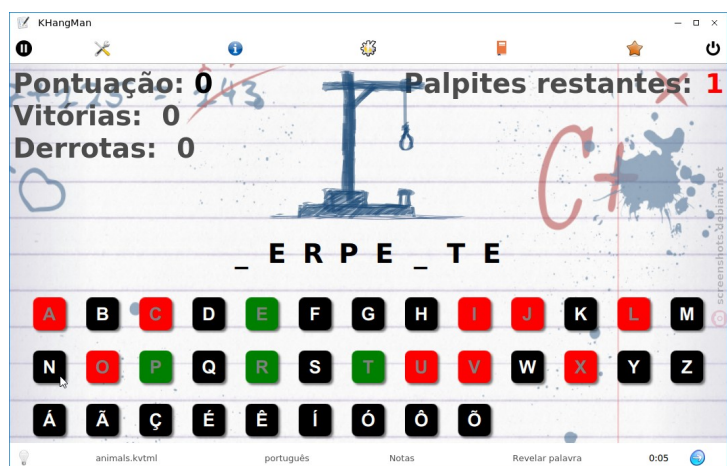 KHangMan
Pontuação: 0
Palpites restantes: 1
Vitórias: 0
Derrotas: 0
C+
_ E R P E _ T E
A B C D E F G H I J K L M
N O P Q R S T U V W X Y Z
Á Ã Ç É Ê Í Ó Ô Õ
animals.kvtml português Notas Revelar palavra 0:05
screenshots.debian.net